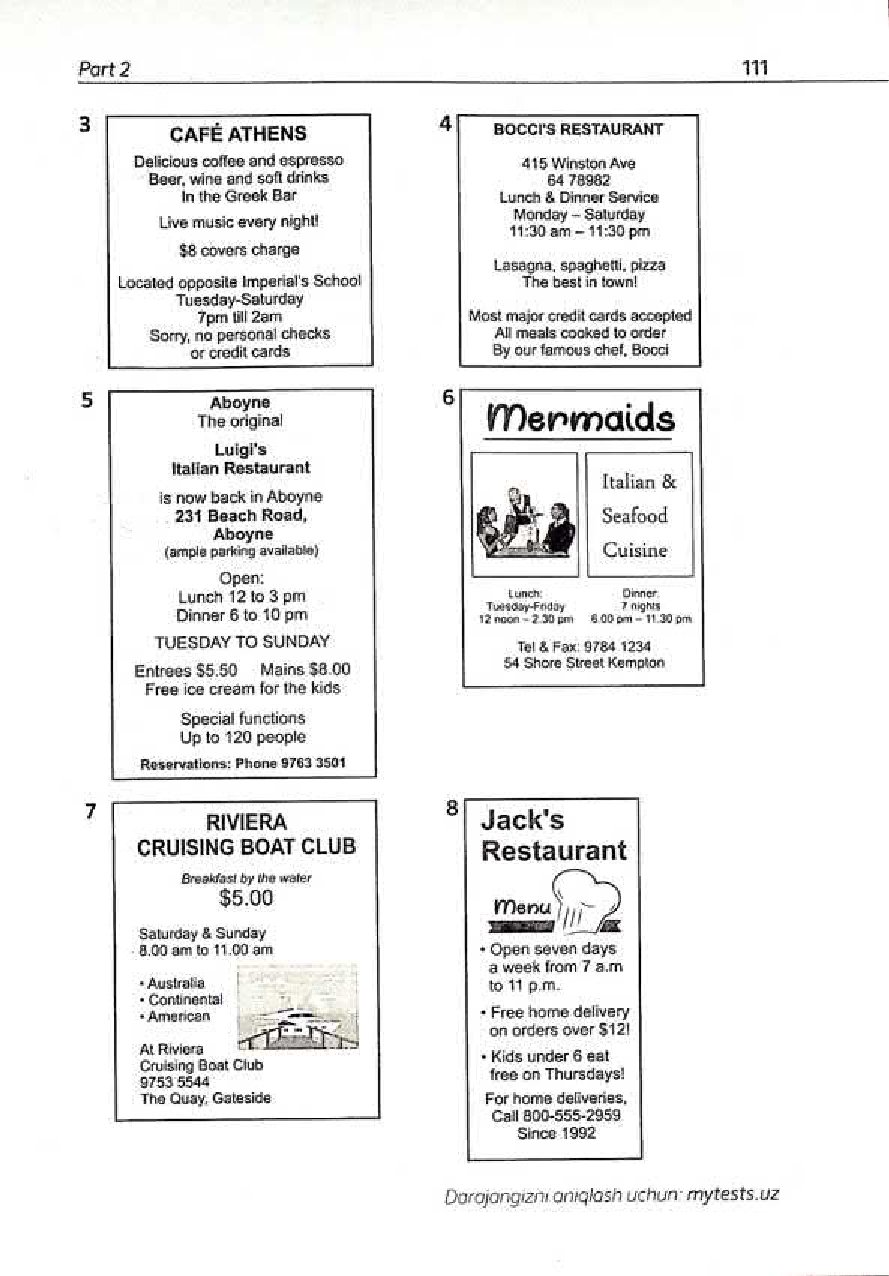 Part 2
111
3
CAFÉ ATHENS
Delicious coffee and espresso
Beer, wine and soft drinks
In the Greek Bar
Live music every night!
$8 covers charge
Located opposite Imperial's School
Tuesday-Saturday
7pm till 2am
Sorry, no personal checks
or credit cards
4
BOCCI'S RESTAURANT
415 Winston Ave
64 78982
Lunch & Dinner Service
Monday – Saturday
11:30 am – 11:30 pm
Lasagna, spaghetti, pizza
The best in town!
Most major credit cards accepted
All meals cooked to order
By our famous chef, Bocci
5
Aboyne
The original
Luigi's
Italian Restaurant
is now back in Aboyne
231 Beach Road,
Aboyne
(ample parking available)
Open:
Lunch 12 to 3 pm
Dinner 6 to 10 pm
TUESDAY TO SUNDAY
Entrees $5.50 Mains $8.00
Free ice cream for the kids
Special functions
Up to 120 people
Reservations: Phone 9763 3501
6
Mermaids
Italian &
Seafood
Cuisine
Lunch:
Tuesday-Friday
12 noon – 2.30 pm
Dinner:
7 nights
6.00 pm – 11.30 pm
Tel & Fax: 9784 1234
54 Shore Street Kempton
7
RIVIERA
CRUISING BOAT CLUB
Breakfast by the water
$5.00
Saturday & Sunday
8.00 am to 11.00 am
• Australia
• Continental
• American
At Riviera
Cruising Boat Club
9753 5544
The Quay, Gateside
8
Jack's
Restaurant
Menu
• Open seven days
a week from 7 a.m
to 11 p.m.
• Free home delivery
on orders over $12!
• Kids under 6 eat
free on Thursdays!
For home deliveries,
Call 800-555-2959
Since 1992
Darajangizni aniqlash uchun: mytests.uz